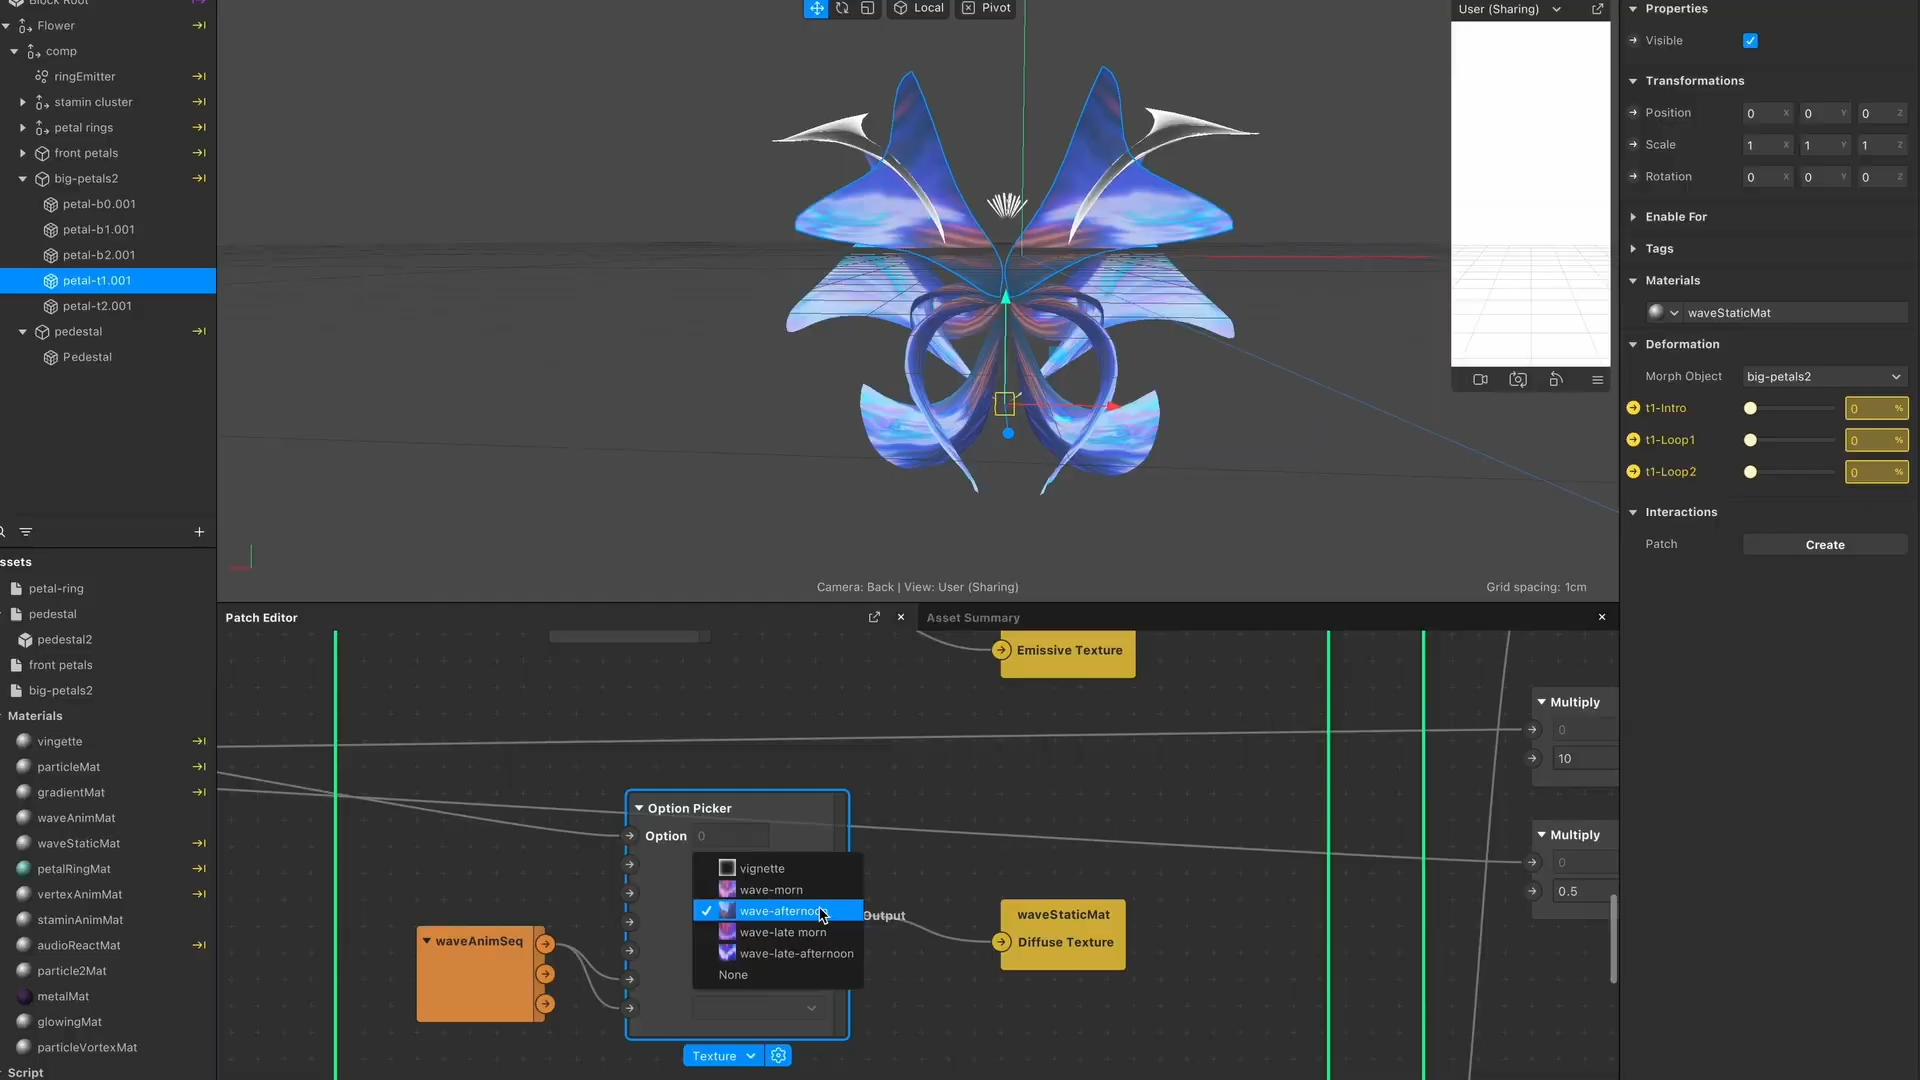 Block Root
Flower
comp
ringEmitter
stamin cluster
petal rings
front petals
big-petals2
petal-b0.001
petal-b1.001
petal-b2.001
petal-t1.001
petal-t2.001
pedestal
Pedestal
ssets
petal-ring
pedestal
pedestal2
front petals
big-petals2
Materials
vingette
particleMat
gradientMat
waveAnimMat
waveStaticMat
petalRingMat
vertexAnimMat
staminAnimMat
audioReactMat
particle2Mat
metalMat
glowingMat
particleVortexMat
Script
Local
Pivot
User (Sharing)
Camera: Back | View: User (Sharing)
Grid spacing: 1cm
Patch Editor
Asset Summary
Emissive Texture
Multiply
0
10
Multiply
0
0.5
Option Picker
Option 0
vignette
wave-morn
wave-afternoo
wave-late morn
wave-late-afternoon
None
Output
waveAnimSeq
waveStaticMat
Diffuse Texture
Texture
Properties
Visible
Transformations
Position 0 X 0 Y 0 Z
Scale 1 X 1 Y 1 Z
Rotation 0 X 0 Y 0 Z
Enable For
Tags
Materials
waveStaticMat
Deformation
Morph Object big-petals2
t1-Intro 0 %
t1-Loop1 0 %
t1-Loop2 0 %
Interactions
Patch Create